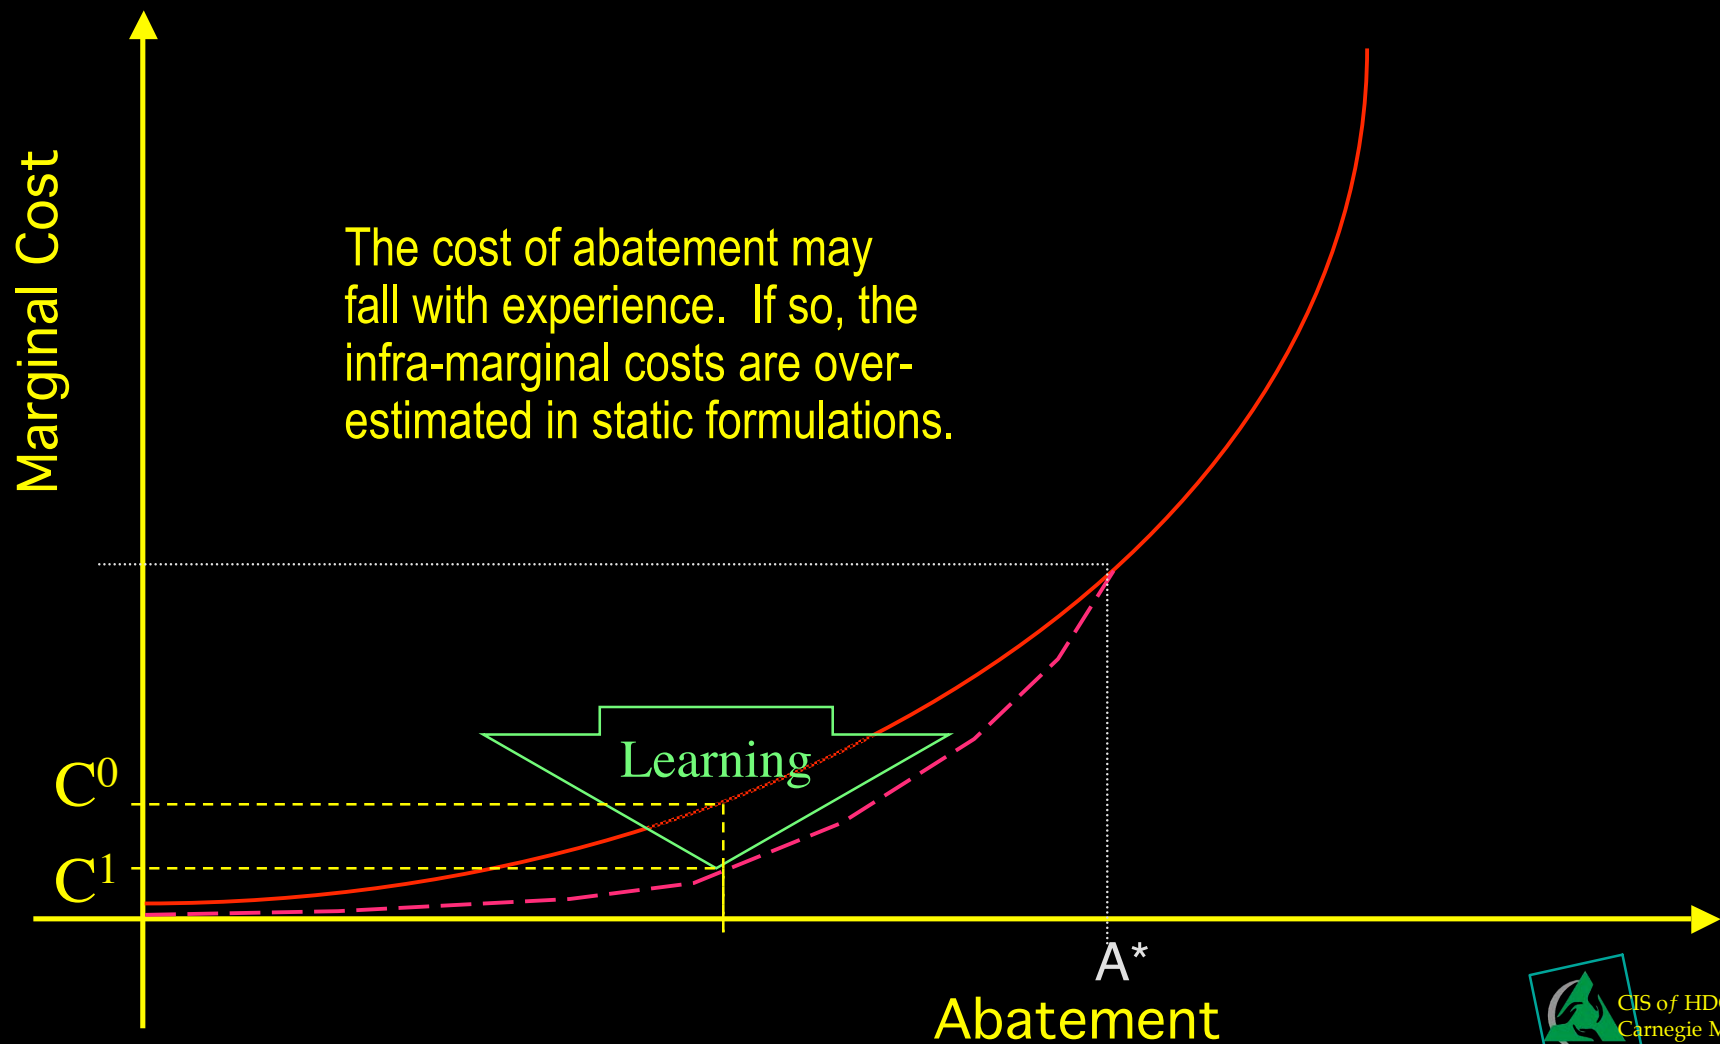 Marginal Cost
The cost of abatement may
fall with experience.  If so, the
infra-marginal costs are over-
estimated in static formulations.
Learning
C⁰
C¹
A*
Abatement
CIS of
Carnegie